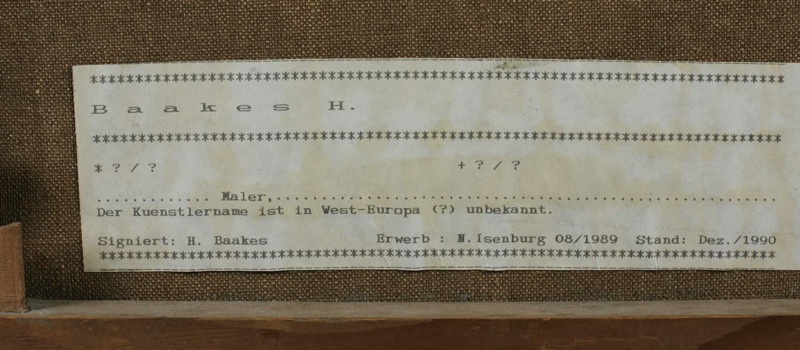 *****************************************************************************
B a a k e s  H.
*****************************************************************************
* ? / ?                                        + ? / ?
............. Maler,.......................................................
Der Kuenstlername ist in West-Europa (?) unbekannt.
Signiert: H. Baakes            Erwerb : N.Isenburg 08/1989  Stand: Dez./1990
*****************************************************************************